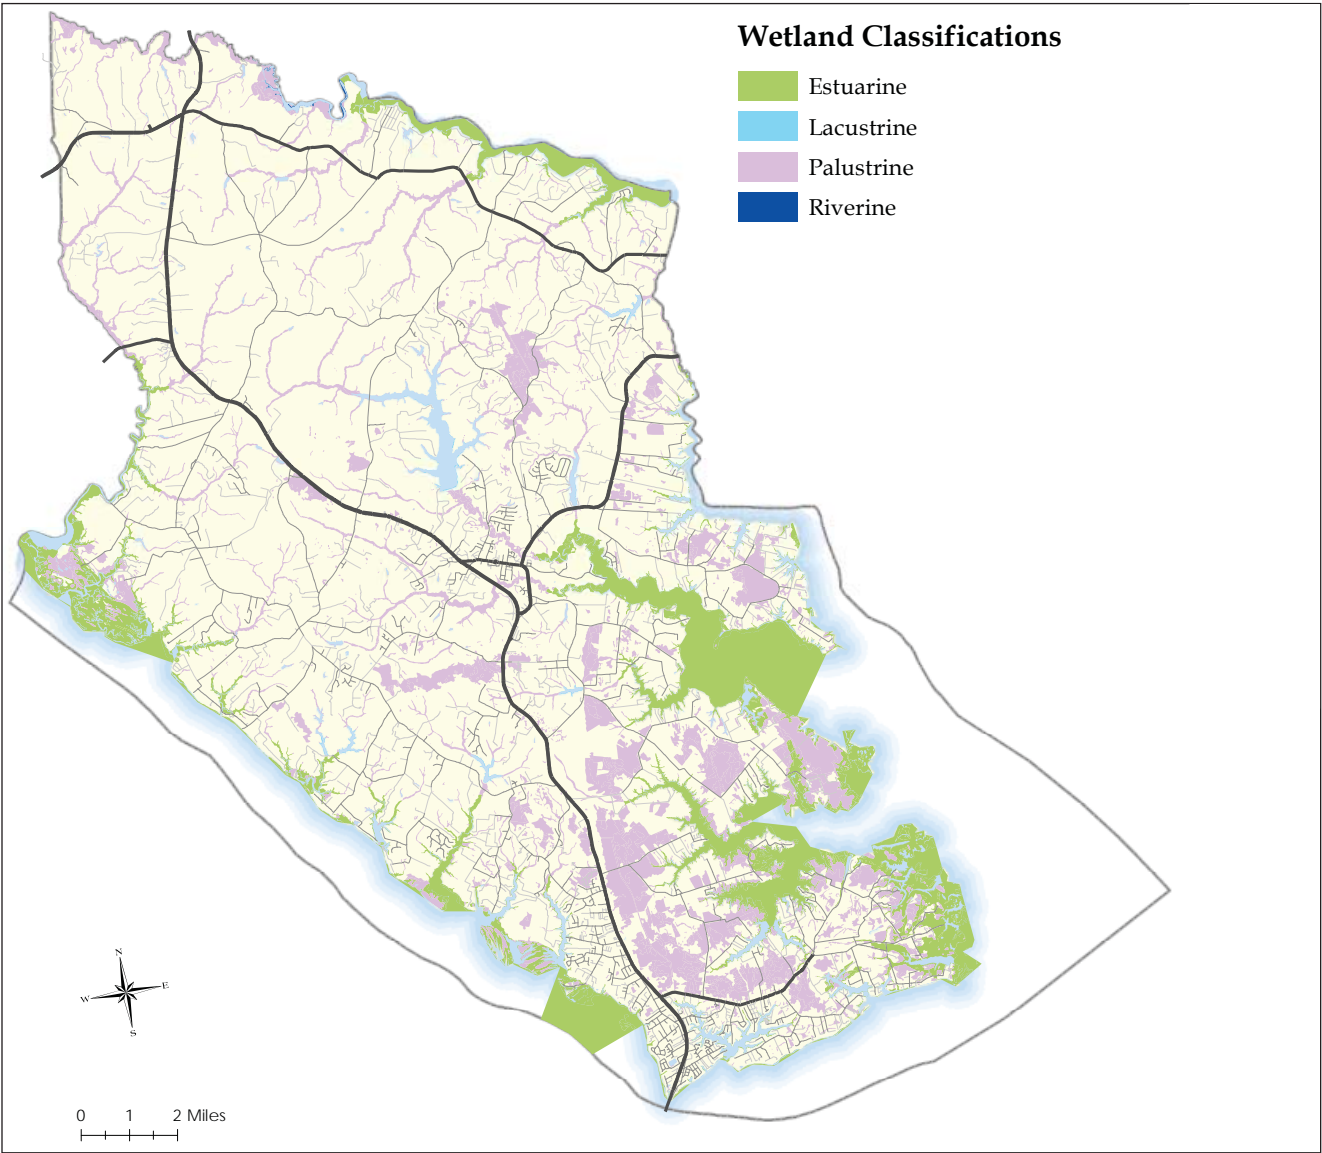 Wetland Classifications
Estuarine
Lacustrine
Palustrine
Riverine
N
W E
S
0 1 2 Miles